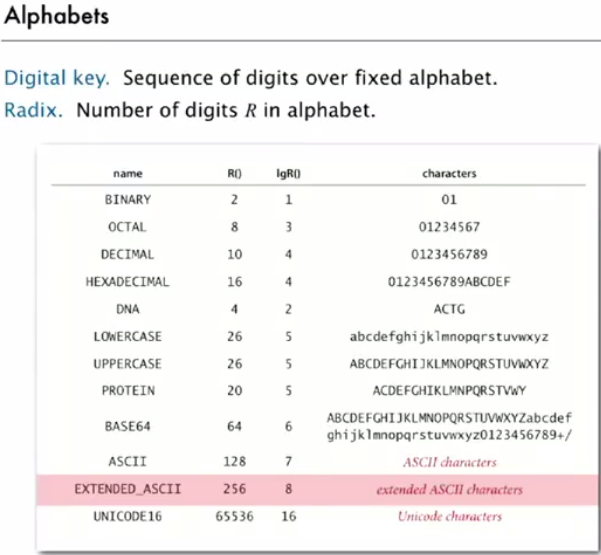 Alphabets
Digital key. Sequence of digits over fixed alphabet.
Radix. Number of digits R in alphabet.
name R() lgR() characters
BINARY 2 1 01
OCTAL 8 3 01234567
DECIMAL 10 4 0123456789
HEXADECIMAL 16 4 0123456789ABCDEF
DNA 4 2 ACTG
LOWERCASE 26 5 abcdefghijklmnopqrstuvwxyz
UPPERCASE 26 5 ABCDEFGHIJKLMNOPQRSTUVWXYZ
PROTEIN 20 5 ACDEFGHIKLMNPQRSTVWY
BASE64 64 6 ABCDEFGHIJKLMNOPQRSTUVWXYZabcdef
ghijklmnopqrstuvwxyz0123456789+/
ASCII 128 7 ASCII characters
EXTENDED_ASCII 256 8 extended ASCII characters
UNICODE16 65536 16 Unicode characters